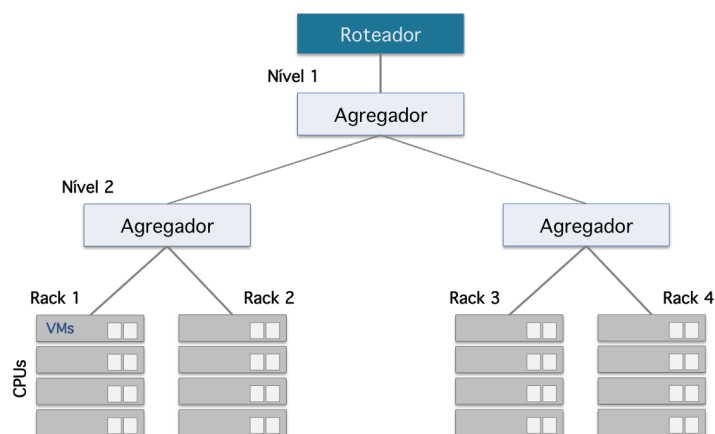 Roteador
Nível 1
Agregador
Nível 2
Agregador
Agregador
Rack 1
Rack 2
Rack 3
Rack 4
VMs
CPUs